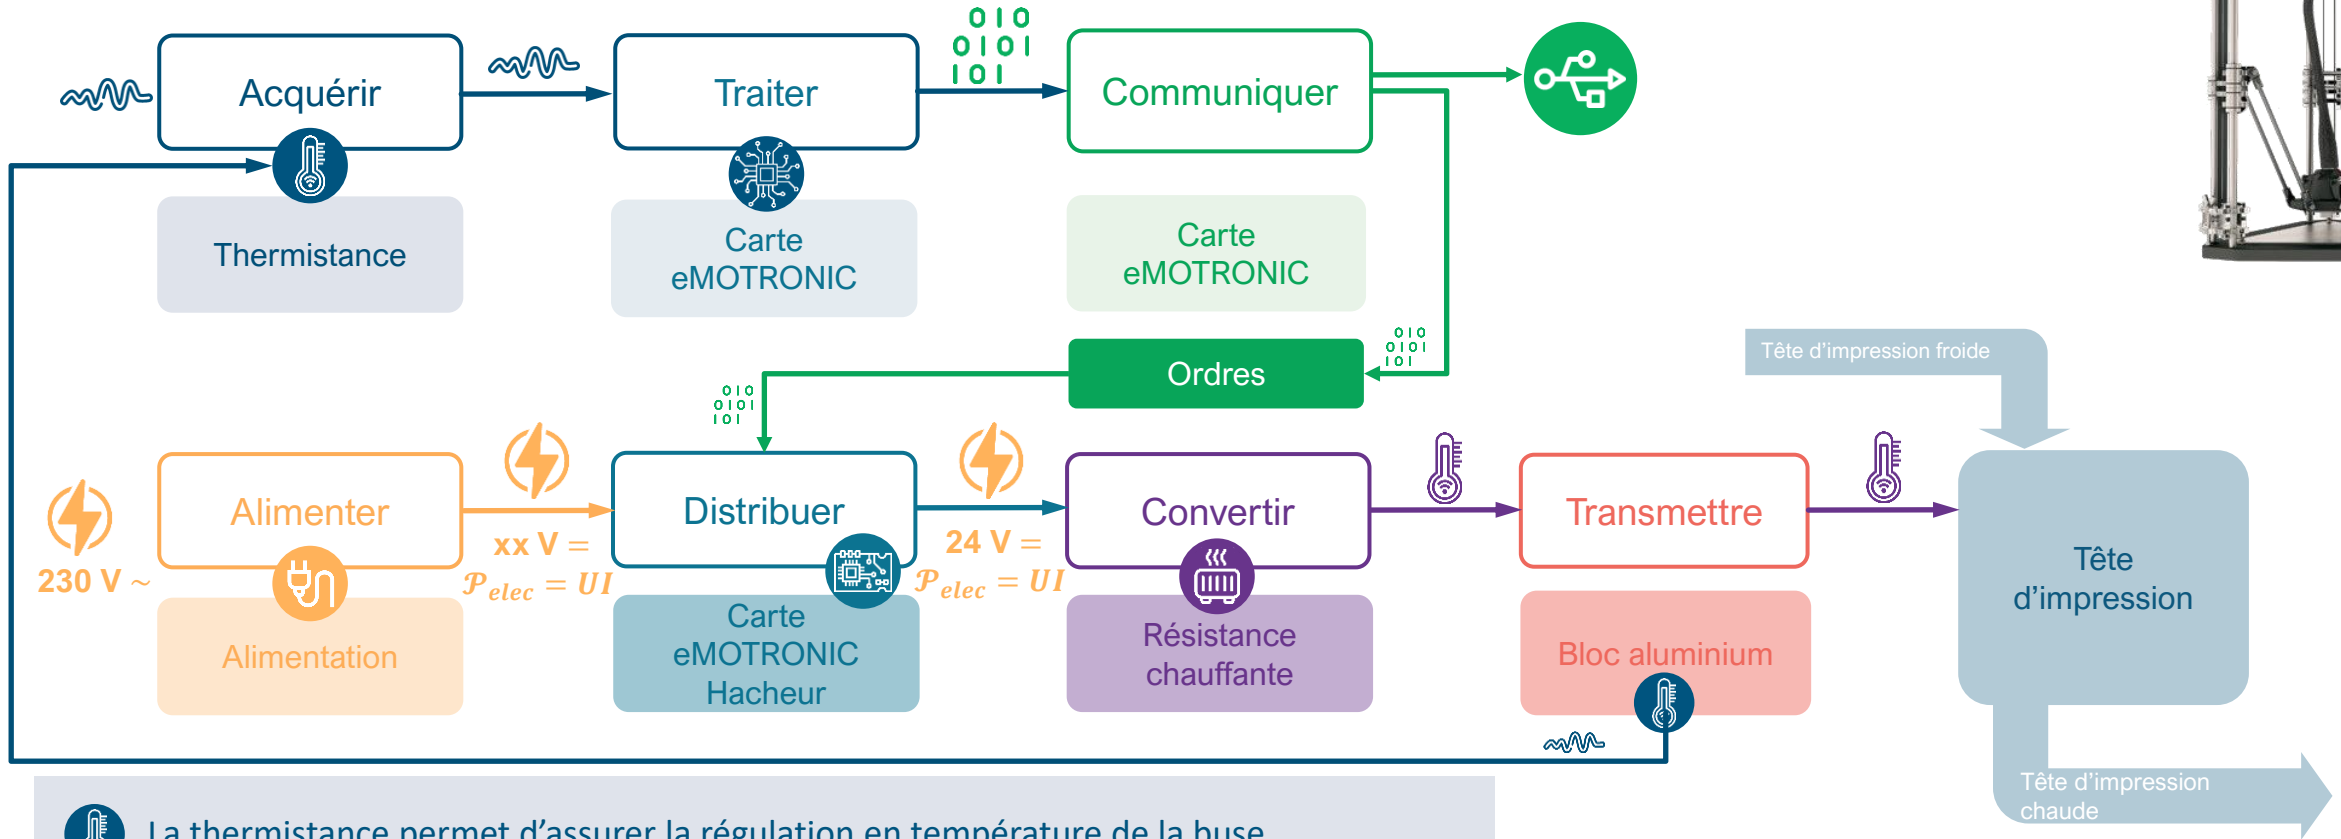 010
0101
101
Acquérir
Traiter
Communiquer
Thermistance
Carte
eMOTRONIC
Carte
eMOTRONIC
010
0101
101
Ordres
Tête d'impression froide
010
0101
101
Alimenter
Distribuer
Convertir
Transmettre
230 V ~
xx V =
𝒫elec = UI
24 V =
𝒫elec = UI
Tête
d'impression
Alimentation
Carte
eMOTRONIC
Hacheur
Résistance
chauffante
Bloc aluminium
Tête d'impression
chaude
La thermistance permet d'assurer la régulation en température de la buse